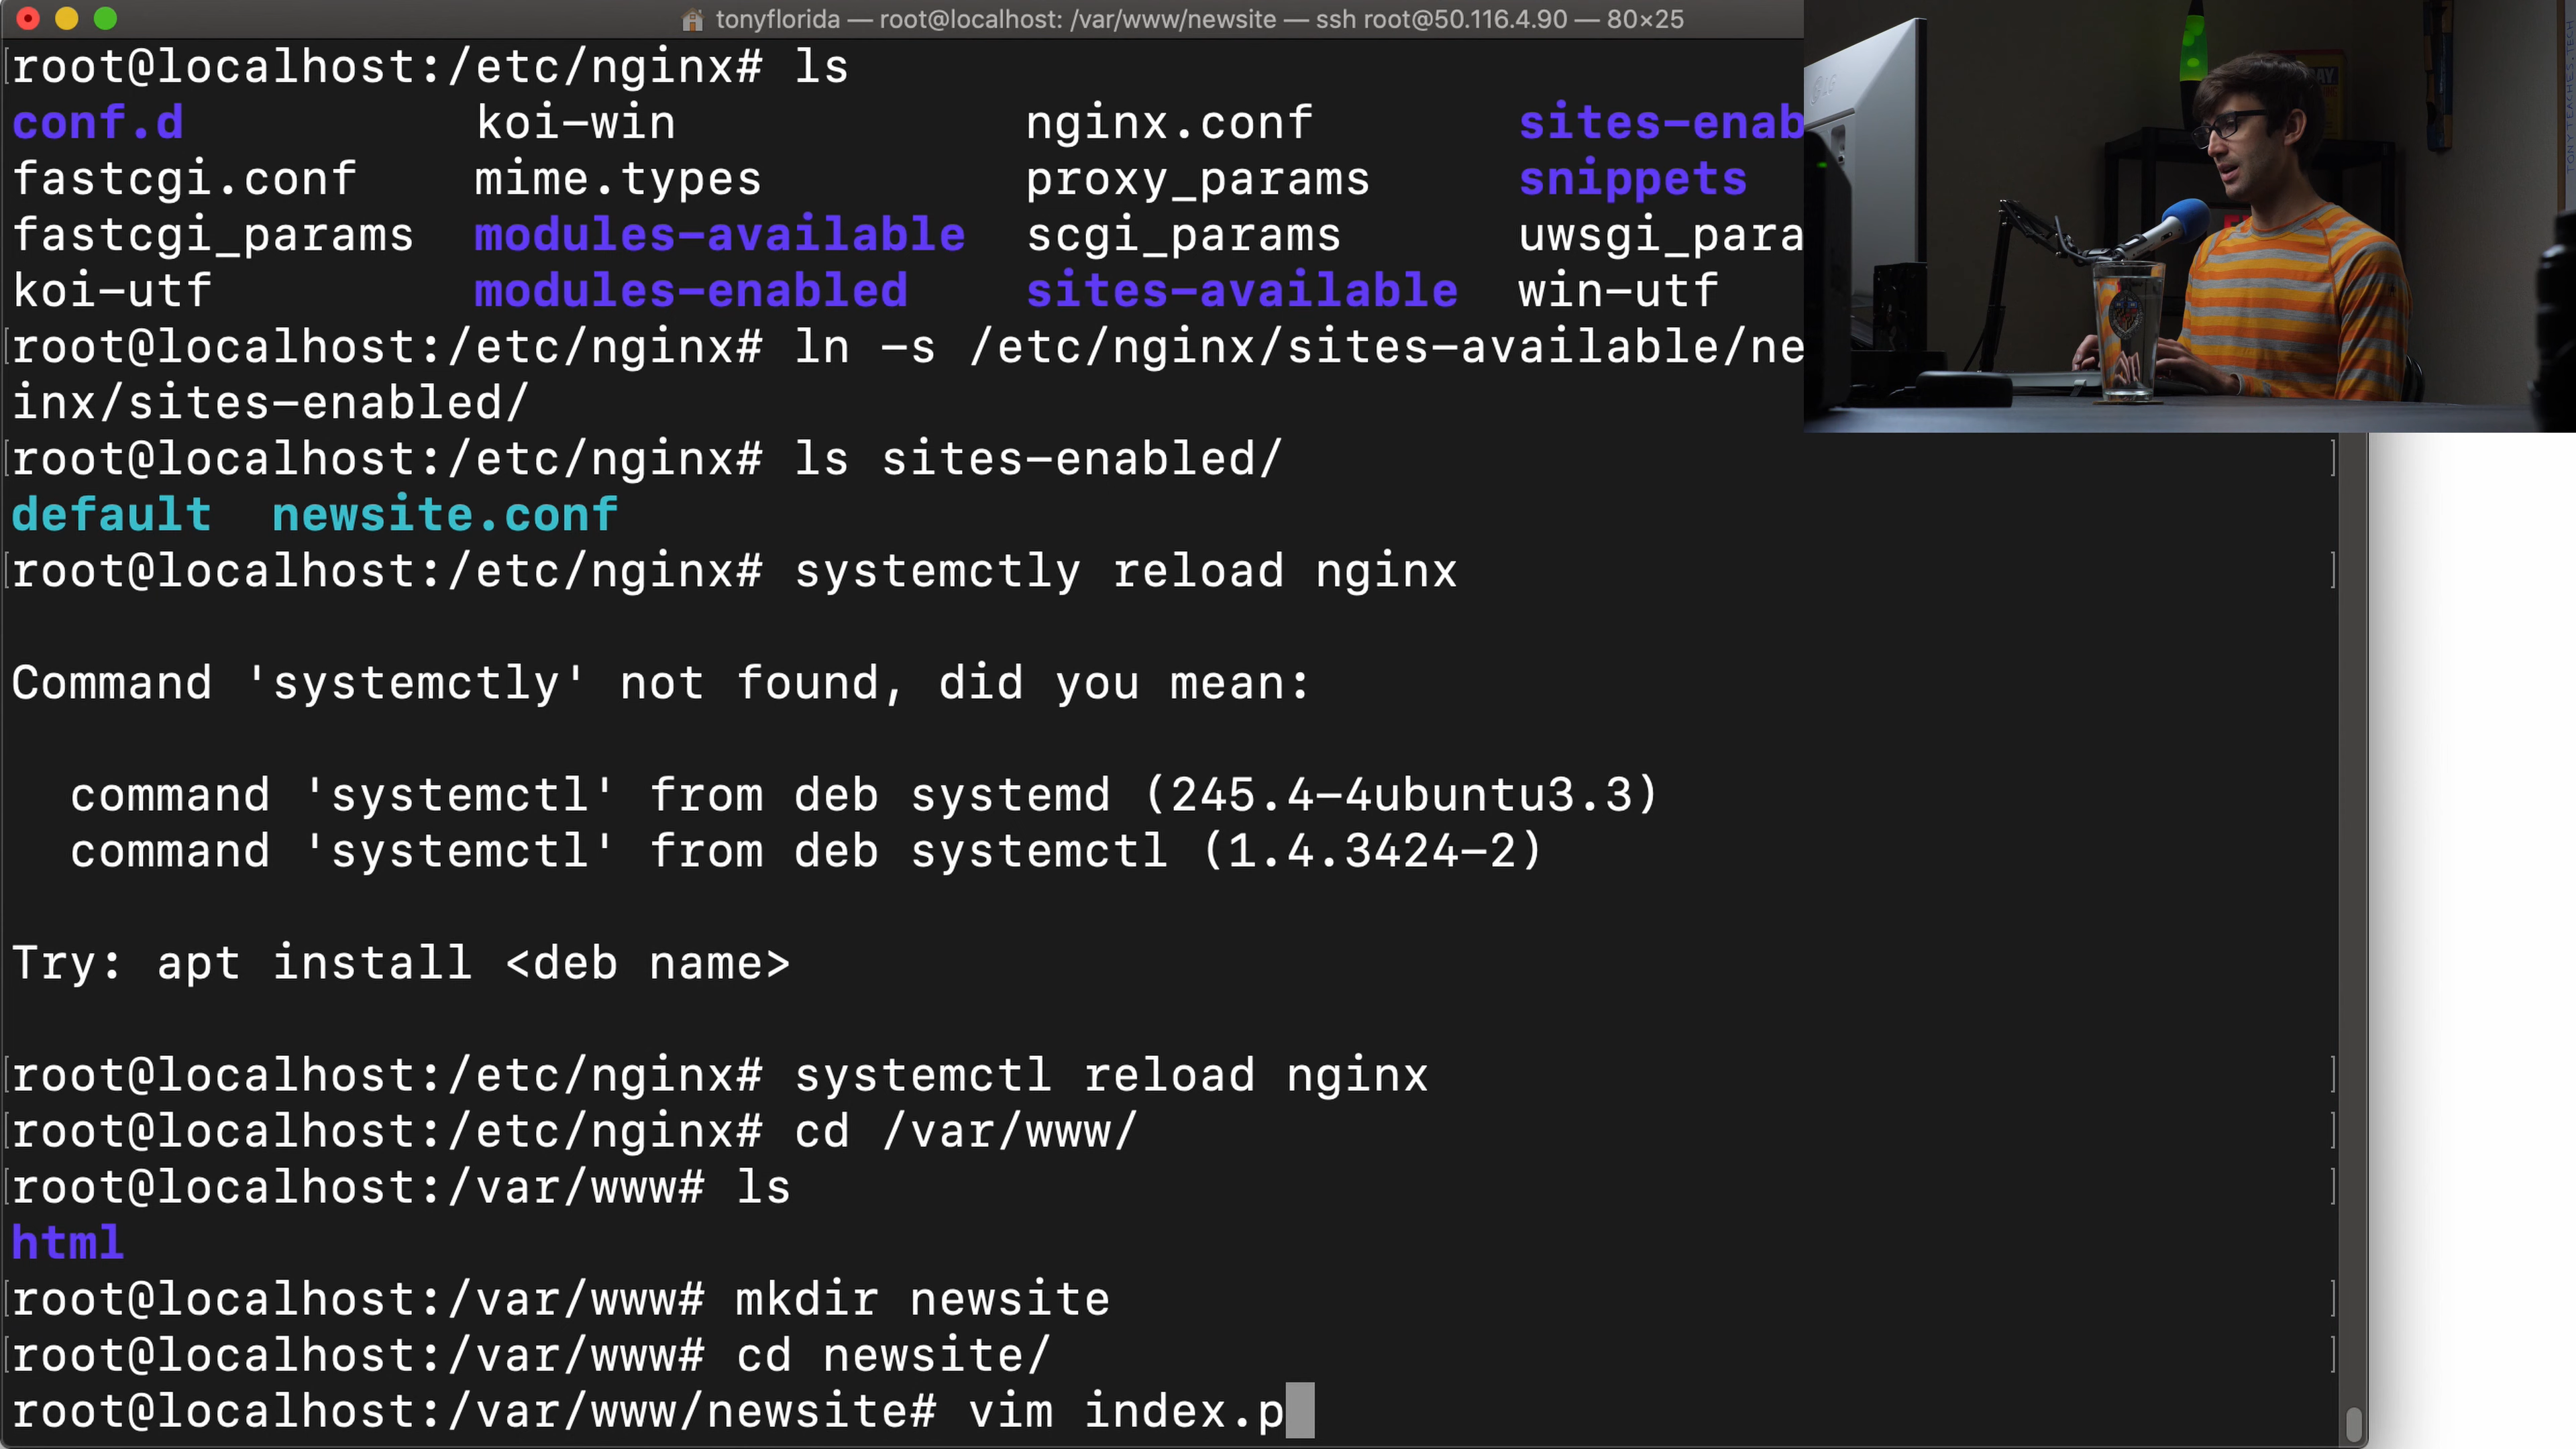 tonyflorida — root@localhost: /var/www/newsite — ssh root@50.116.4.90 — 80×25
root@localhost:/etc/nginx# ls
conf.d koi-win nginx.conf sites-enab
fastcgi.conf mime.types proxy_params snippets
fastcgi_params modules-available scgi_params uwsgi_para
koi-utf modules-enabled sites-available win-utf
root@localhost:/etc/nginx# ln -s /etc/nginx/sites-available/ne
inx/sites-enabled/
root@localhost:/etc/nginx# ls sites-enabled/
default newsite.conf
root@localhost:/etc/nginx# systemctly reload nginx
Command 'systemctly' not found, did you mean:
command 'systemctl' from deb systemd (245.4-4ubuntu3.3)
command 'systemctl' from deb systemctl (1.4.3424-2)
Try: apt install <deb name>
root@localhost:/etc/nginx# systemctl reload nginx
root@localhost:/etc/nginx# cd /var/www/
root@localhost:/var/www# ls
html
root@localhost:/var/www# mkdir newsite
root@localhost:/var/www# cd newsite/
root@localhost:/var/www/newsite# vim index.p